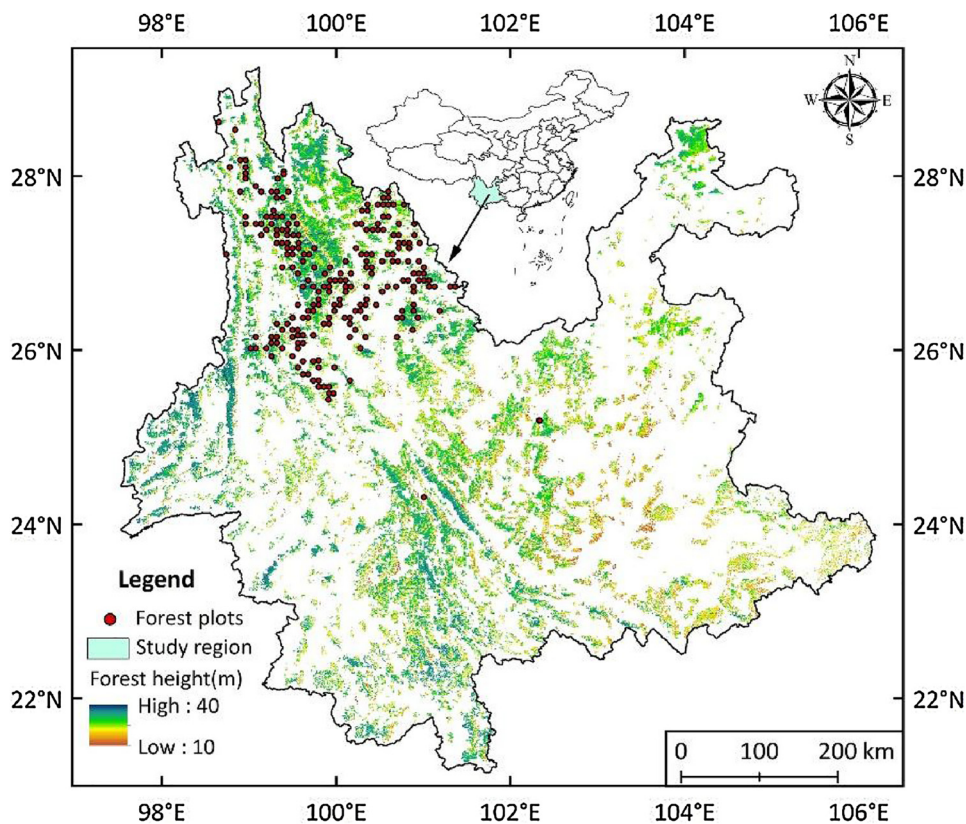 98°E 100°E 102°E 104°E 106°E
N
W E
S
28°N 28°N
26°N 26°N
24°N 24°N
22°N 22°N
Legend
Forest plots
Study region
Forest height(m)
High : 40
Low : 10
0 100 200 km
98°E 100°E 102°E 104°E 106°E